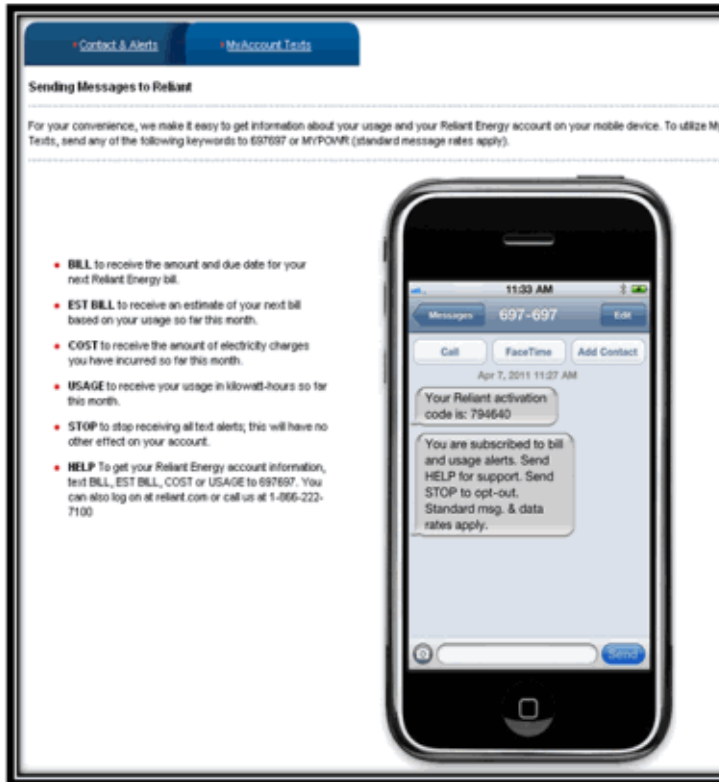 Contact & Alerts
MyAccount Texts
Sending Messages to Reliant
For your convenience, we make it easy to get information about your usage and your Reliant Energy account on your mobile device. To utilize My
Texts, send any of the following keywords to 697697 or MYPOWR (standard message rates apply).
BILL to receive the amount and due date for your
next Reliant Energy bill.
EST BILL to receive an estimate of your next bill
based on your usage so far this month.
COST to receive the amount of electricity charges
you have incurred so far this month.
USAGE to receive your usage in kilowatt-hours so far
this month.
STOP to stop receiving all text alerts; this will have no
other effect on your account.
HELP To get your Reliant Energy account information,
text BILL, EST BILL, COST or USAGE to 697697. You
can also log on at reliant.com or call us at 1-866-222-
7100
11:33 AM
Messages
697-697
Edit
Call
FaceTime
Add Contact
Apr 7, 2011 11:27 AM
Your Reliant activation
code is: 794640
You are subscribed to bill
and usage alerts. Send
HELP for support. Send
STOP to opt-out.
Standard msg. & data
rates apply.
Send